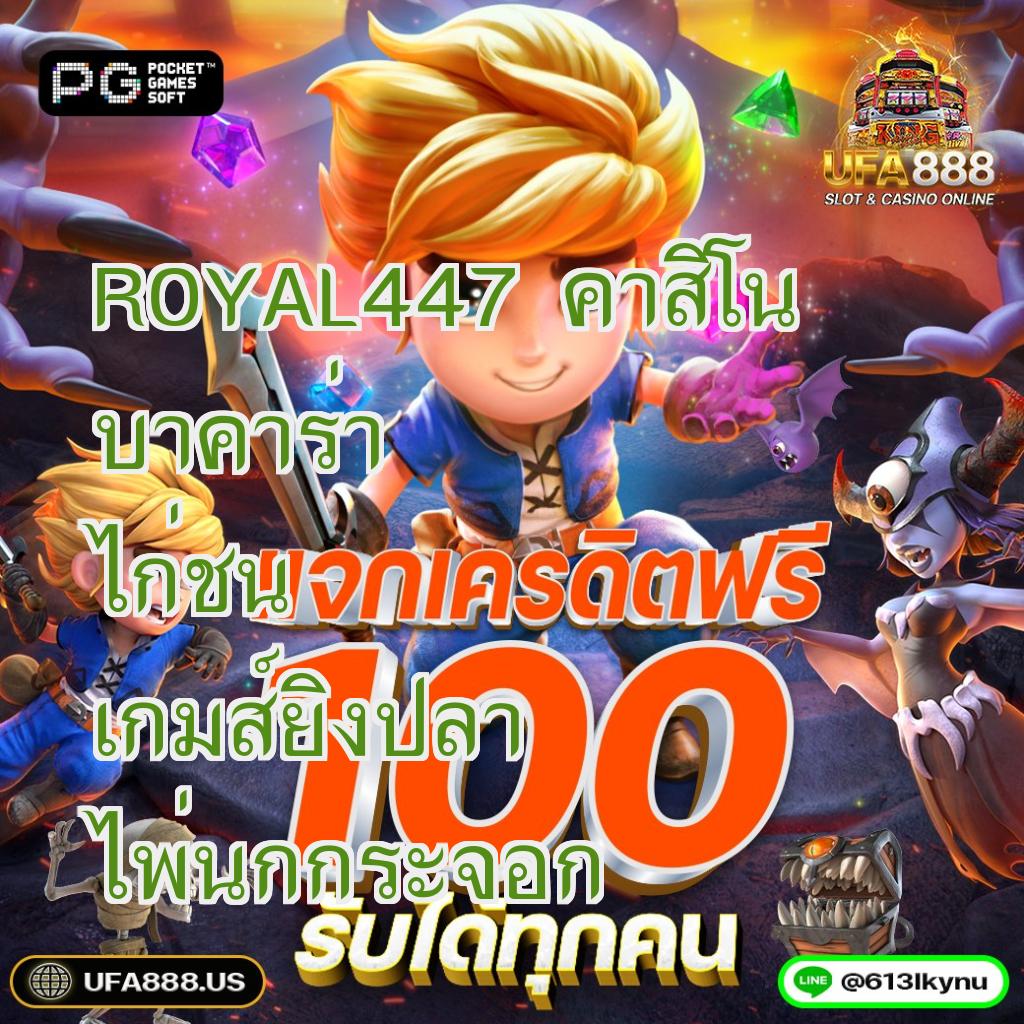 PG POCKET GAMES SOFT™
UFA888
SLOT & CASINO ONLINE
ROYAL447 คาสิโน
บาคาร่า
ไก่ชน
แจกเครดิตฟรี
เกมส์ยิงปลา
100
ไพ่นกกระจอก
รับได้ทุกคน
UFA888.US
LINE @613lkynu